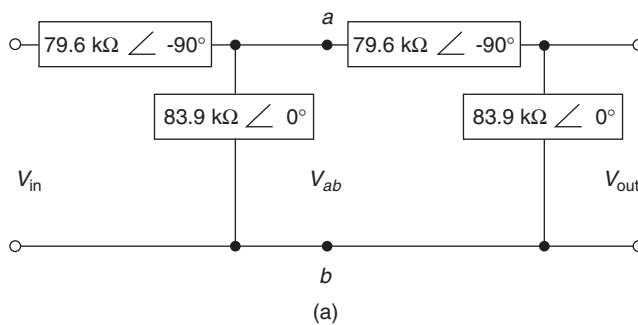 a
79.6 kΩ ∠ -90° 79.6 kΩ ∠ -90°
83.9 kΩ ∠ 0° 83.9 kΩ ∠ 0°
Vin Vab Vout
b
(a)